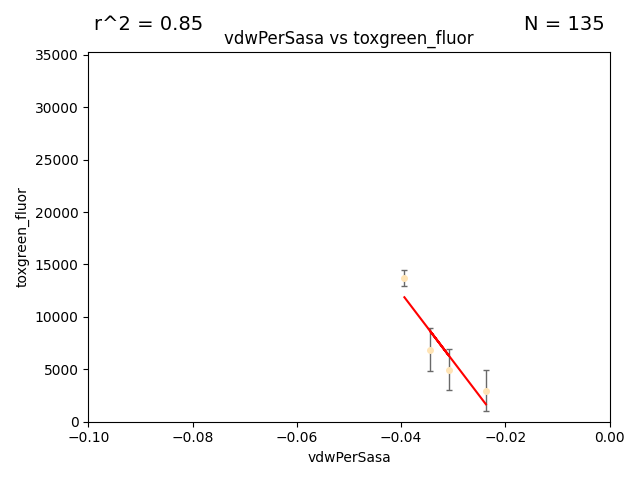 r^2 = 0.85
N = 135
vdwPerSasa vs toxgreen_fluor
35000
30000
25000
20000
15000
10000
5000
0
toxgreen_fluor
−0.10 −0.08 −0.06 −0.04 −0.02 0.00
vdwPerSasa